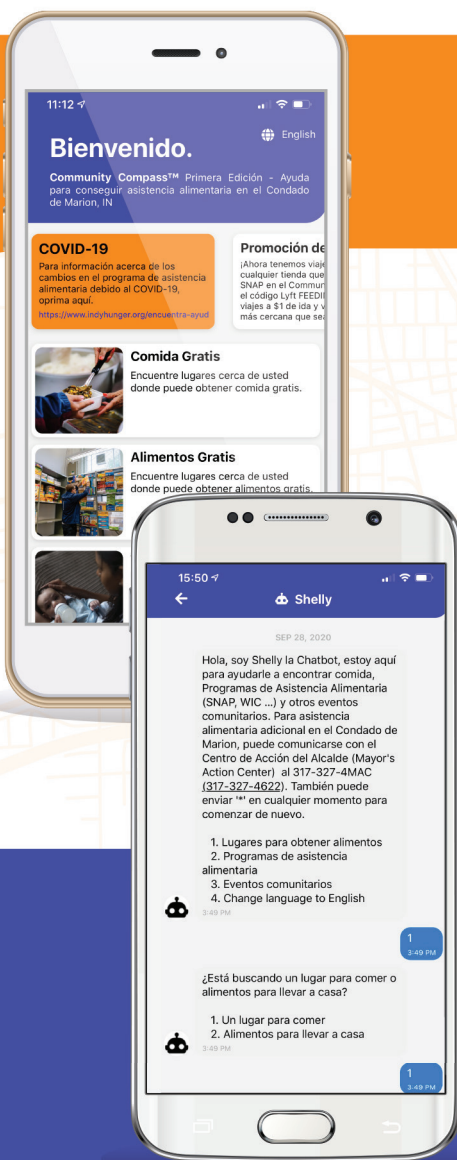 11:12
English
Bienvenido.
Community Compass™ Primera Edición - Ayuda
para conseguir asistencia alimentaria en el Condado
de Marion, IN
COVID-19
Para información acerca de los
cambios en el programa de asistencia
alimentaria debido al COVID-19,
oprima aquí.
https://www.indyhunger.org/encuentra-ayud
Promoción de
¡Ahora tenemos viaje
cualquier tienda que
SNAP en el Commun
el código Lyft FEEDI
viajes a $1 de ida y v
más cercana que sea
Comida Gratis
Encuentre lugares cerca de usted
donde puede obtener comida gratis.
Alimentos Gratis
Encuentre lugares cerca de usted
donde puede obtener alimentos gratis.
15:50
Shelly
SEP 28, 2020
Hola, soy Shelly la Chatbot, estoy aquí
para ayudarle a encontrar comida,
Programas de Asistencia Alimentaria
(SNAP, WIC ...) y otros eventos
comunitarios. Para asistencia
alimentaria adicional en el Condado de
Marion, puede comunicarse con el
Centro de Acción del Alcalde (Mayor's
Action Center) al 317-327-4MAC
(317-327-4622). También puede
enviar '*' en cualquier momento para
comenzar de nuevo.
1. Lugares para obtener alimentos
2. Programas de asistencia
alimentaria
3. Eventos comunitarios
4. Change language to English
3:49 PM
1
3:49 PM
¿Está buscando un lugar para comer o
alimentos para llevar a casa?
1. Un lugar para comer
2. Alimentos para llevar a casa
3:49 PM
1
3:49 PM